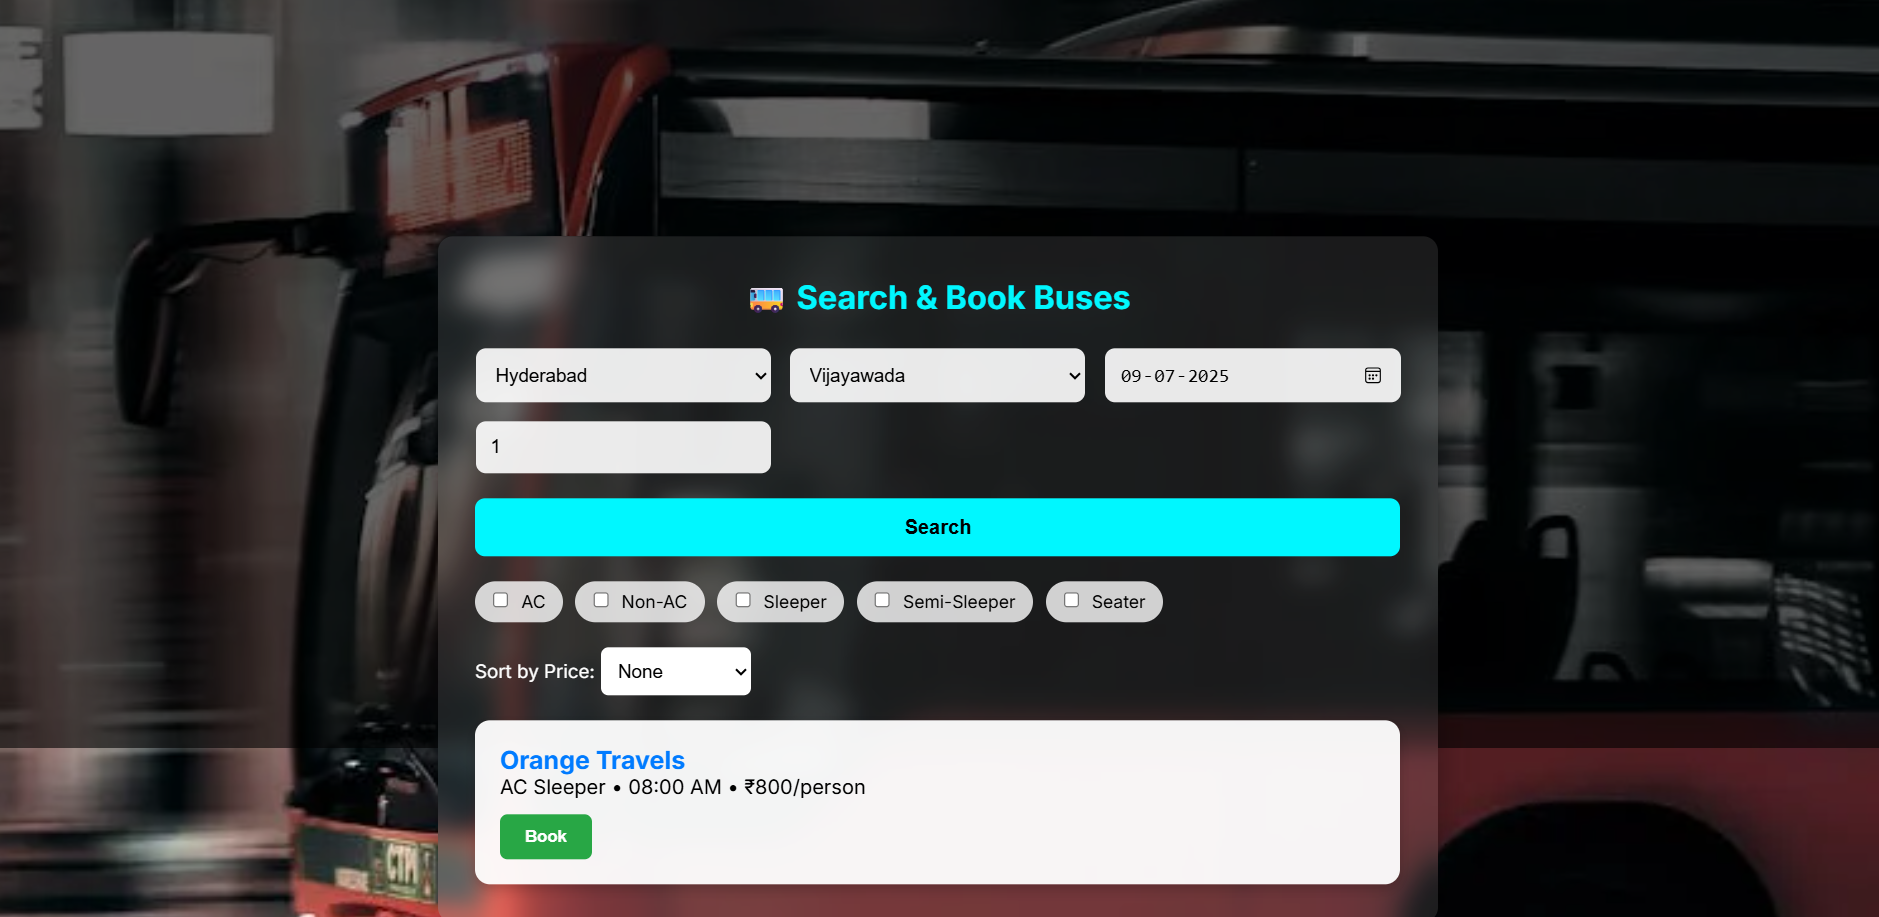 Search & Book Buses
Hyderabad
Vijayawada
09-07-2025
1
Search
AC
Non-AC
Sleeper
Semi-Sleeper
Seater
Sort by Price: None
Orange Travels
AC Sleeper • 08:00 AM • ₹800/person
Book
CTM